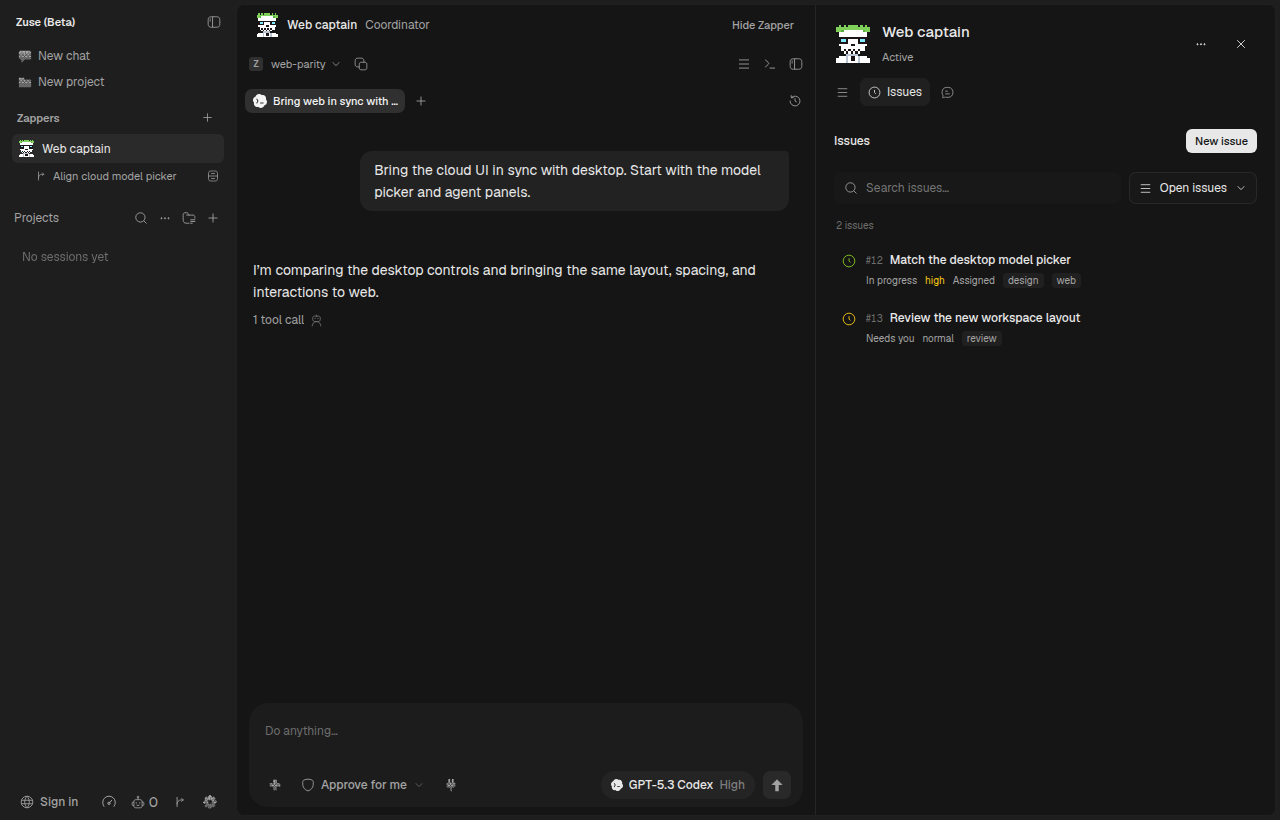 Zuse (Beta)
New chat
New project
Zappers
Web captain
Align cloud model picker
Projects
No sessions yet
Sign in
0
Web captain Coordinator
Hide Zapper
Z web-parity
Bring web in sync with ...
Bring the cloud UI in sync with desktop. Start with the model
picker and agent panels.
I'm comparing the desktop controls and bringing the same layout, spacing, and
interactions to web.
1 tool call
Do anything...
Approve for me
GPT-5.3 Codex High
Web captain
Active
Issues
Issues
New issue
Search issues...
Open issues
2 issues
#12 Match the desktop model picker
In progress high Assigned design web
#13 Review the new workspace layout
Needs you normal review